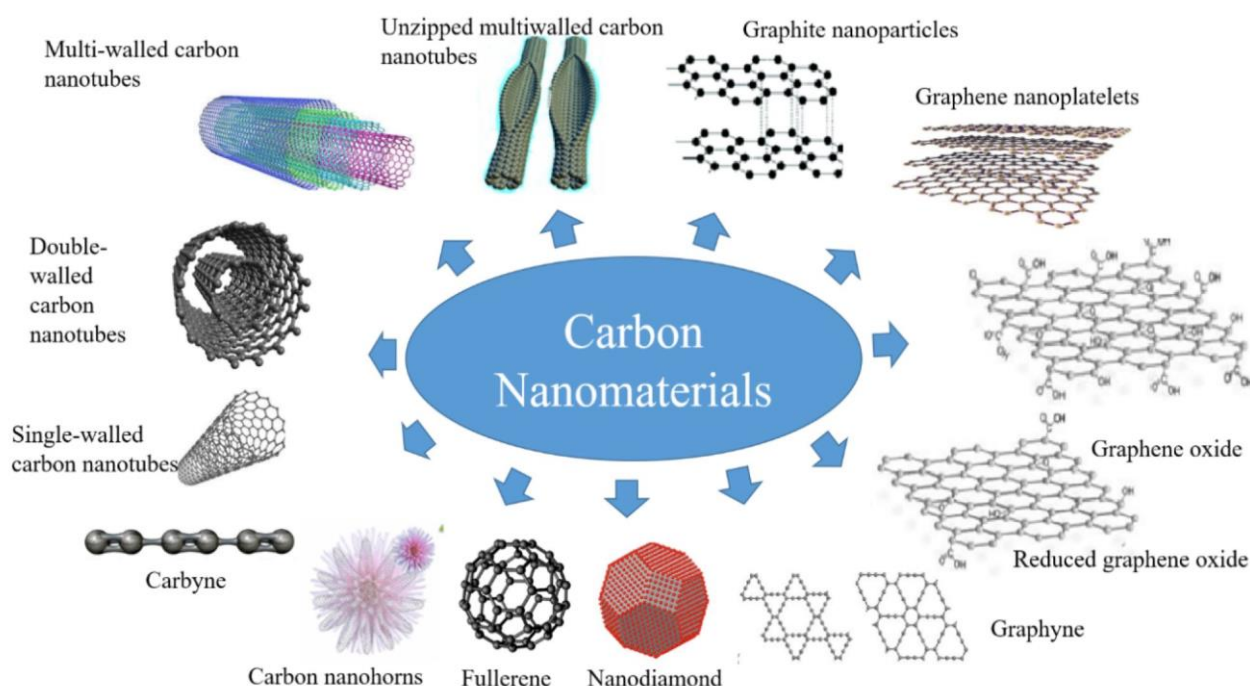 Unzipped multiwalled carbon
nanotubes
Graphite nanoparticles
Multi-walled carbon
nanotubes
Graphene nanoplatelets
Double-
walled
carbon
nanotubes
Carbon
Nanomaterials
Single-walled
carbon nanotubes
Graphene oxide
Reduced graphene oxide
Carbyne
Graphyne
Carbon nanohorns
Fullerene
Nanodiamond